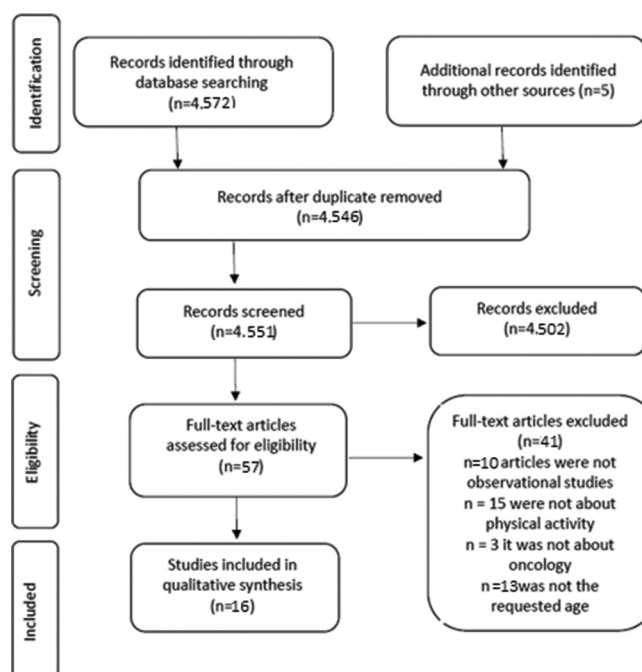 Identification
Records identified through
database searching
(n=4.572)
Additional records identified
through other sources (n=5)
Screening
Records after duplicate removed
(n=4.546)
Records screened
(n=4.551)
Records excluded
(n=4.502)
Eligibility
Full-text articles
assessed for eligibility
(n=57)
Full-text articles excluded
(n=41)
n=10 articles were not
observational studies
n = 15 were not about
physical activity
n = 3 it was not about
oncology
n=13was not the
requested age
Included
Studies included in
qualitative synthesis
(n=16)